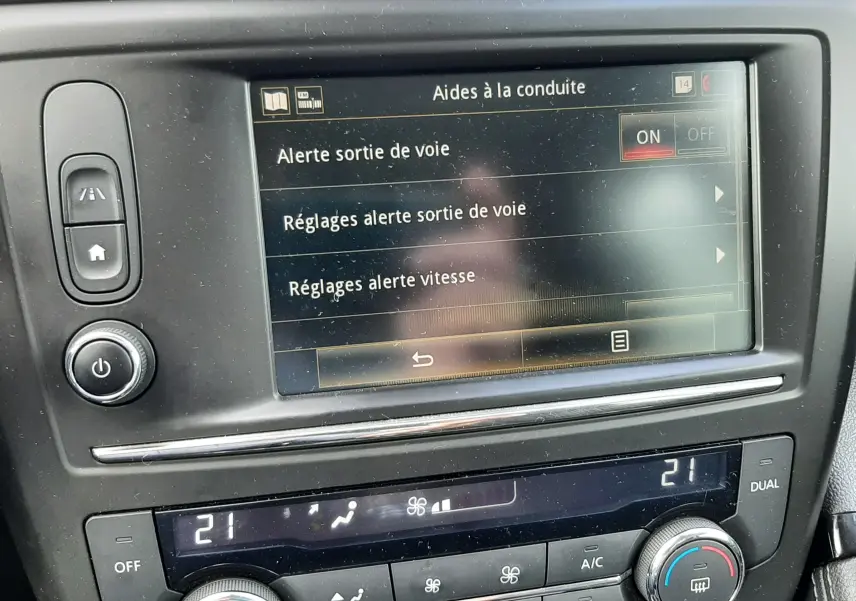 Aides à la conduite
14
Alerte sortie de voie
ON OFF
Réglages alerte sortie de voie
Réglages alerte vitesse
21
21
OFF
DUAL
A/C